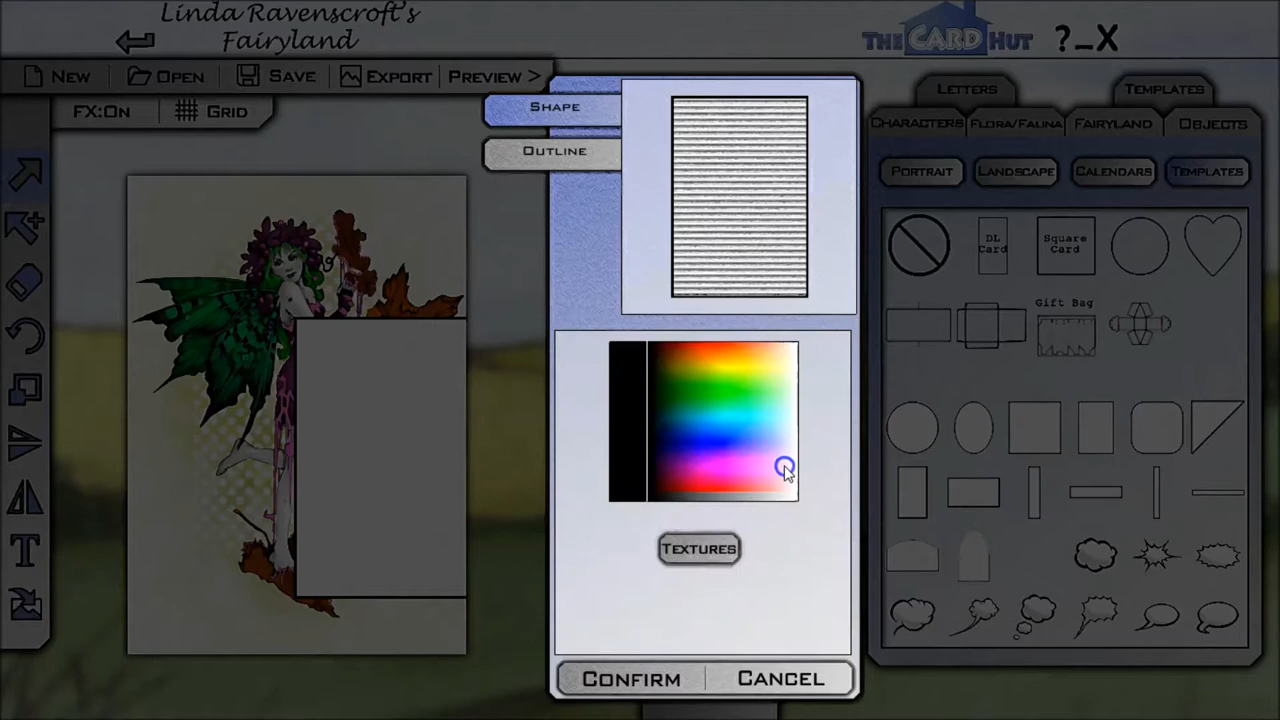 Linda Ravenscroft's
Fairyland
THE CARD HUT
? _ X
NEW
OPEN
SAVE
EXPORT
PREVIEW >
FX:ON
GRID
SHAPE
OUTLINE
LETTERS
TEMPLATES
CHARACTERS
FLORA/FAUNA
FAIRYLAND
OBJECTS
PORTRAIT
LANDSCAPE
CALENDARS
TEMPLATES
DL
Card
Square
Card
Gift Bag
T
TEXTURES
CONFIRM
CANCEL